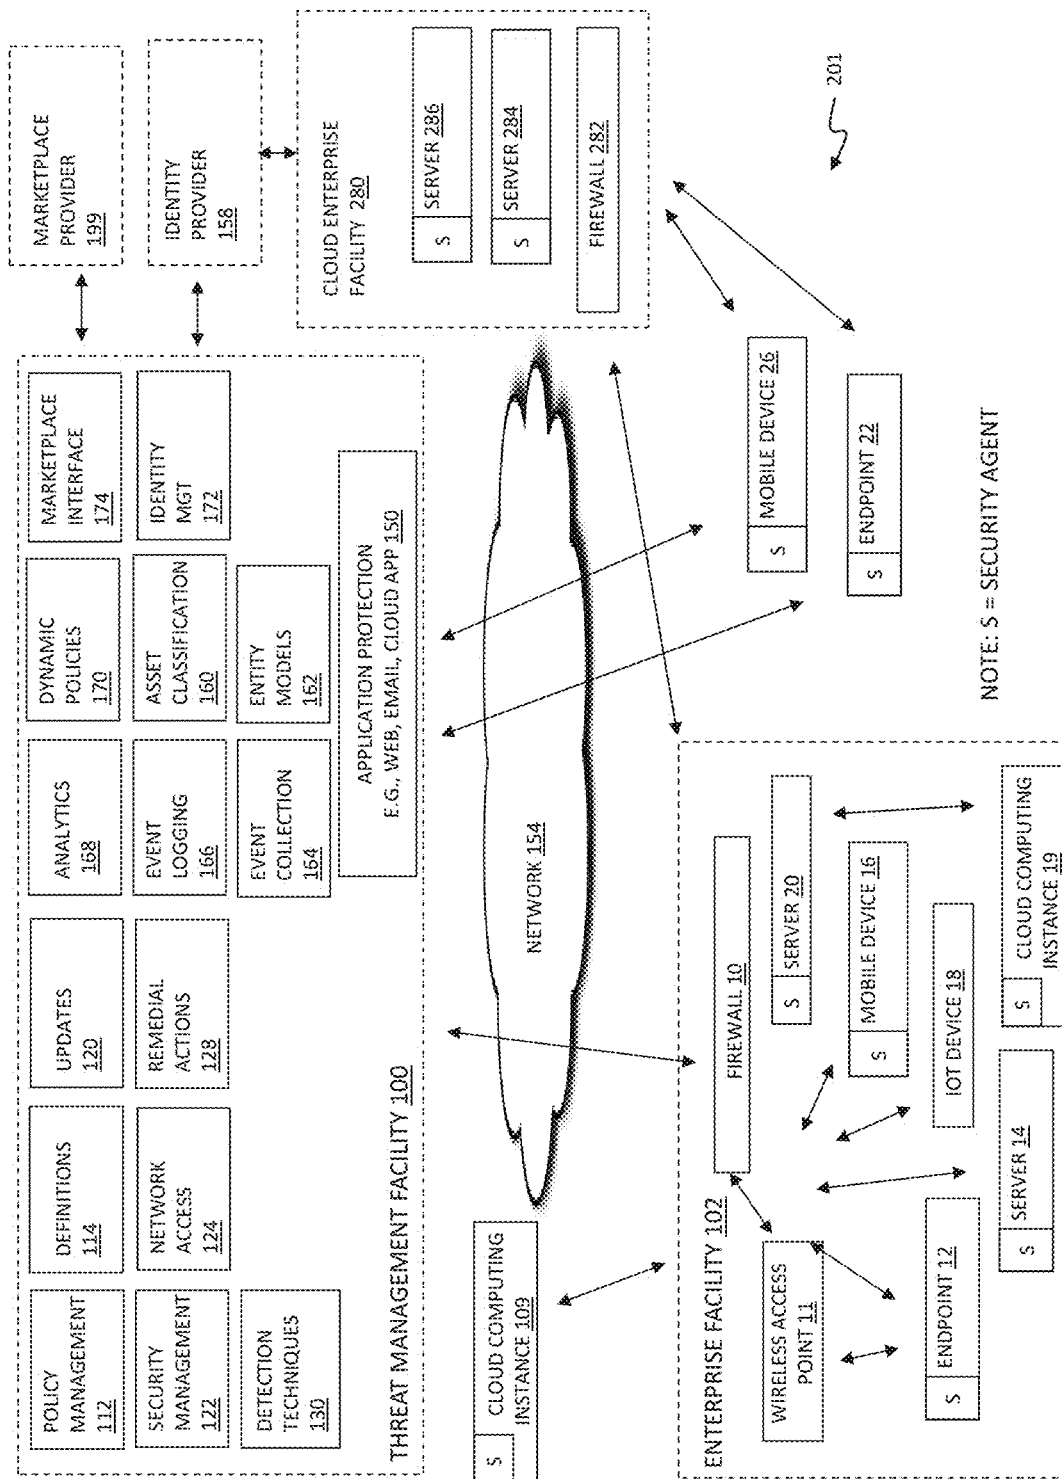 POLICY
MANAGEMENT
112
DEFINITIONS
114
UPDATES
120
ANALYTICS
168
DYNAMIC
POLICIES
170
MARKETPLACE
INTERFACE
174
MARKETPLACE
PROVIDER
199
SECURITY
MANAGEMENT
122
NETWORK
ACCESS
124
REMEDIAL
ACTIONS
128
EVENT
LOGGING
166
ASSET
CLASSIFICATION
160
IDENTITY
MGT
172
IDENTITY
PROVIDER
158
DETECTION
TECHNIQUES
130
EVENT
COLLECTION
164
ENTITY
MODELS
162
APPLICATION PROTECTION
E.G., WEB, EMAIL, CLOUD APP 150
THREAT MANAGEMENT FACILITY 100
CLOUD ENTERPRISE
FACILITY 280
S SERVER 286
S SERVER 284
FIREWALL 282
S CLOUD COMPUTING
INSTANCE 109
NETWORK 154
201
ENTERPRISE FACILITY 102
FIREWALL 10
WIRELESS ACCESS
POINT 11
S SERVER 20
S MOBILE DEVICE 16
IOT DEVICE 18
S ENDPOINT 12
S SERVER 14
S CLOUD COMPUTING
INSTANCE 19
S MOBILE DEVICE 26
S ENDPOINT 22
NOTE: S = SECURITY AGENT